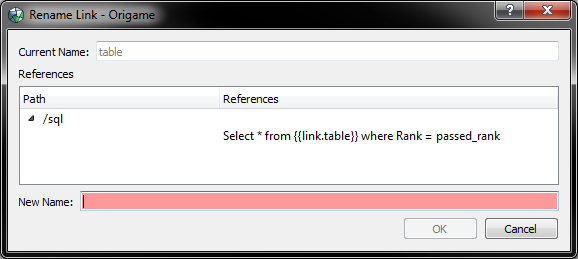 Rename Link - Origame
Current Name: table
References
Path References
/sql
Select * from {{link.table}} where Rank = passed_rank
New Name:
OK Cancel